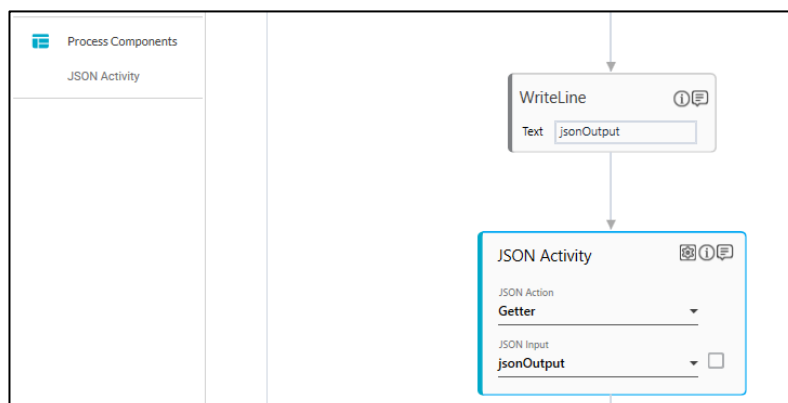 Process Components
JSON Activity
WriteLine
Text jsonOutput
JSON Activity
JSON Action
Getter
JSON Input
jsonOutput